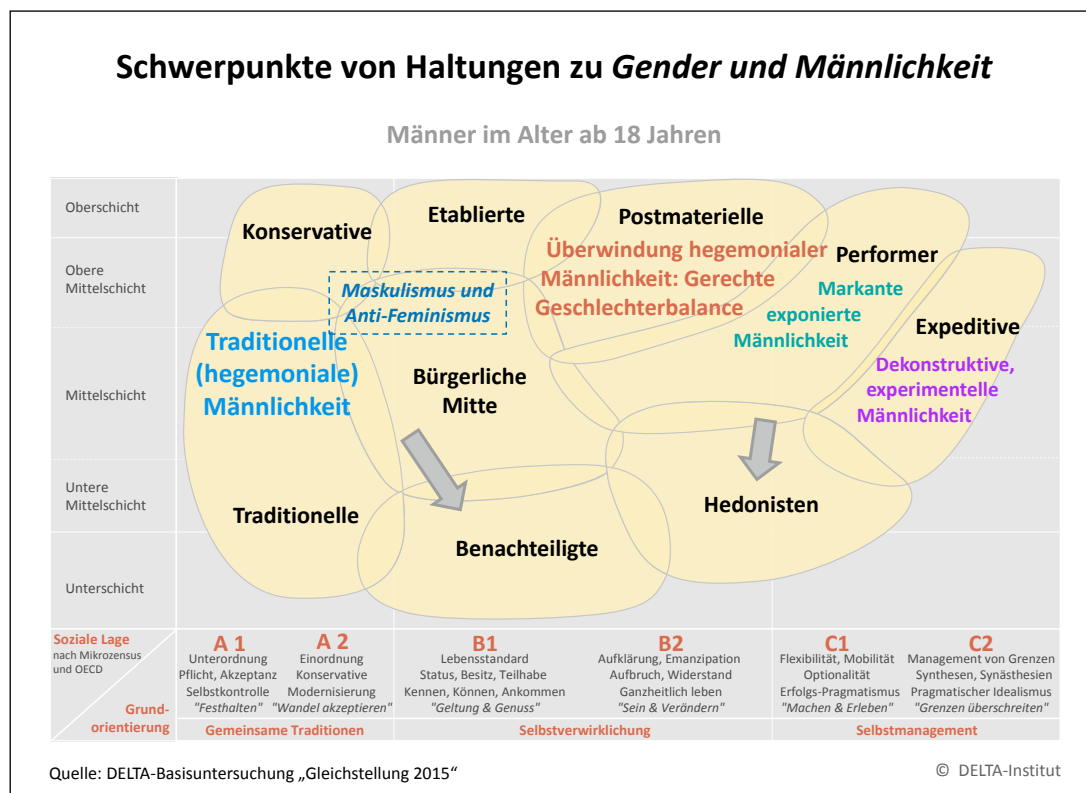 Schwerpunkte von Haltungen zu Gender und Männlichkeit
Männer im Alter ab 18 Jahren
Oberschicht
Obere
Mittelschicht
Mittelschicht
Untere
Mittelschicht
Unterschicht
Konservative
Etablierte
Postmaterielle
Performer
Expeditive
Überwindung hegemonialer
Männlichkeit: Gerechte
Geschlechterbalance
Maskulismus und
Anti-Feminismus
Markante
exponierte
Männlichkeit
Traditionelle
(hegemoniale)
Männlichkeit
Bürgerliche
Mitte
Dekonstruktive,
experimentelle
Männlichkeit
Traditionelle
Benachteiligte
Hedonisten
Soziale Lage
nach Mikrozensus
und OECD
Grund-
orientierung
A 1
Unterordnung
Pflicht, Akzeptanz
Selbstkontrolle
"Festhalten"
A 2
Einordnung
Konservative
Modernisierung
"Wandel akzeptieren"
B1
Lebensstandard
Status, Besitz, Teilhabe
Kennen, Können, Ankommen
"Geltung & Genuss"
B2
Aufklärung, Emanzipation
Aufbruch, Widerstand
Ganzheitlich leben
"Sein & Verändern"
C1
Flexibilität, Mobilität
Optionalität
Erfolgs-Pragmatismus
"Machen & Erleben"
C2
Management von Grenzen
Synthesen, Synästhesien
Pragmatischer Idealismus
"Grenzen überschreiten"
Gemeinsame Traditionen
Selbstverwirklichung
Selbstmanagement
Quelle: DELTA-Basisuntersuchung „Gleichstellung 2015“
© DELTA-Institut